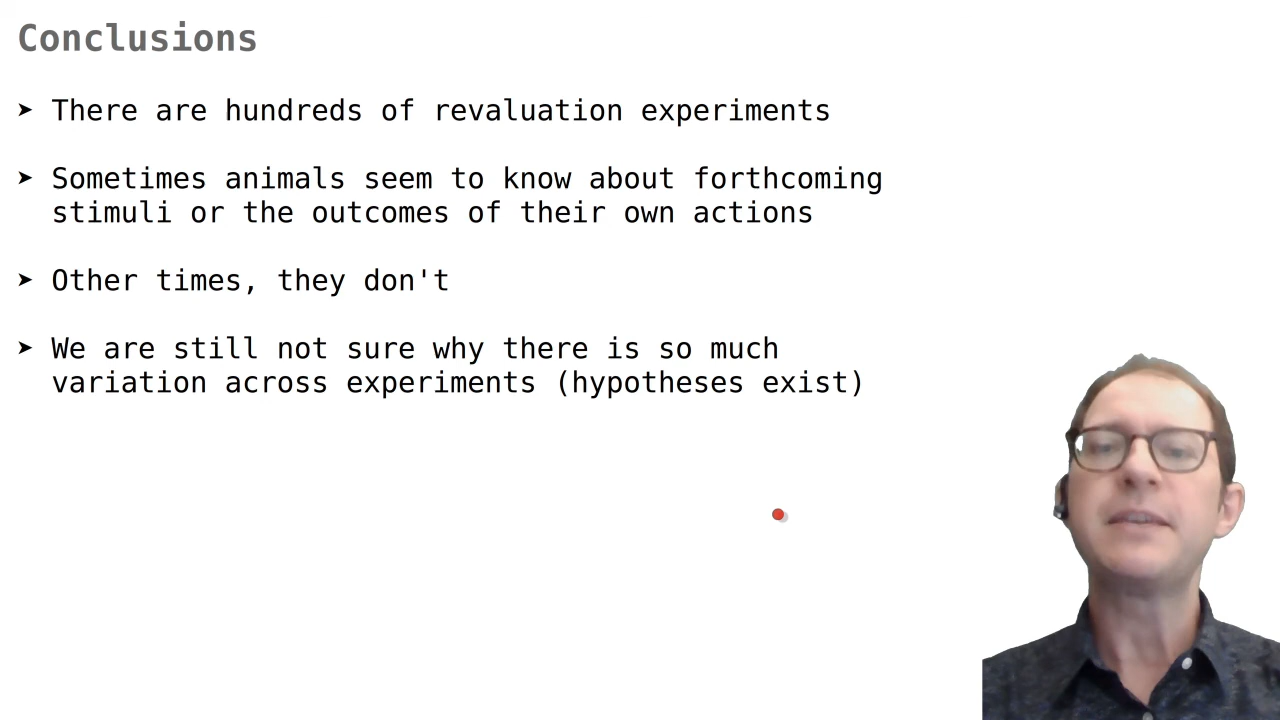 Conclusions
➤ There are hundreds of revaluation experiments
➤ Sometimes animals seem to know about forthcoming
stimuli or the outcomes of their own actions
➤ Other times, they don't
➤ We are still not sure why there is so much
variation across experiments (hypotheses exist)